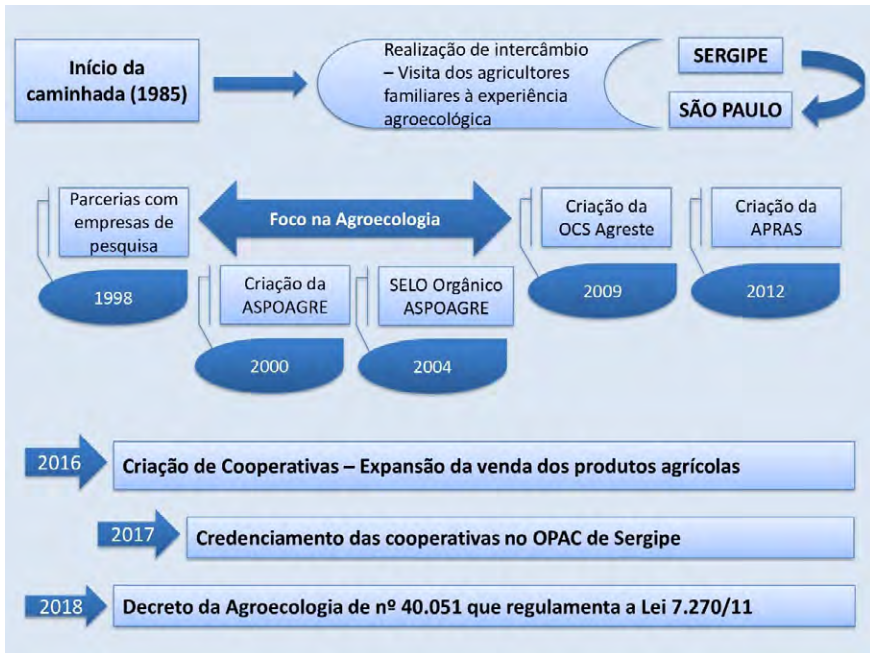 Início da
caminhada (1985)
Realização de intercâmbio
– Visita dos agricultores
familiares à experiência
agroecológica
SERGIPE
SÃO PAULO
Parcerias com
empresas de
pesquisa
1998
Foco na Agroecologia
Criação da
ASPOAGRE
2000
SELO Orgânico
ASPOAGRE
2004
Criação da
OCS Agreste
2009
Criação da
APRAS
2012
2016
Criação de Cooperativas – Expansão da venda dos produtos agrícolas
2017
Credenciamento das cooperativas no OPAC de Sergipe
2018
Decreto da Agroecologia de nº 40.051 que regulamenta a Lei 7.270/11